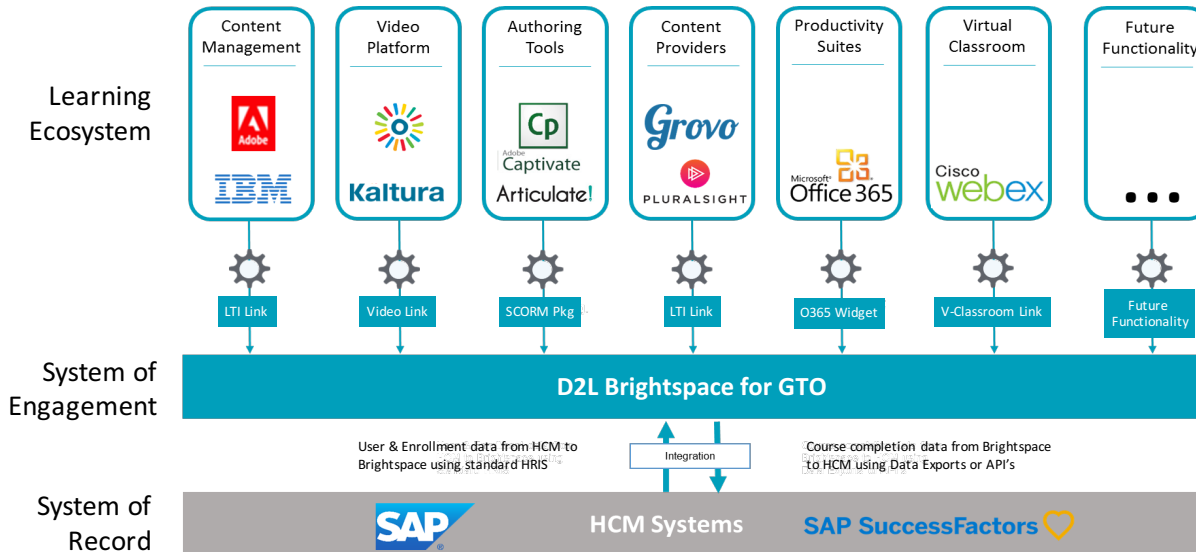 Content
Management
Video
Platform
Authoring
Tools
Content
Providers
Productivity
Suites
Virtual
Classroom
Future
Functionality
Learning
Ecosystem
Adobe
IBM
Kaltura
Cp
Adobe
Captivate
Articulate!
Grovo
PLURALSIGHT
Microsoft®
Office 365
Cisco
webex
...
LTI Link
Video Link
SCORM Pkg
LTI Link
O365 Widget
V-Classroom Link
Future
Functionality
System of
Engagement
D2L Brightspace for GTO
User & Enrollment data from HCM to
Brightspace using standard HRIS
Integration
Course completion data from Brightspace
to HCM using Data Exports or API's
System of
Record
SAP®
HCM Systems
SAP SuccessFactors